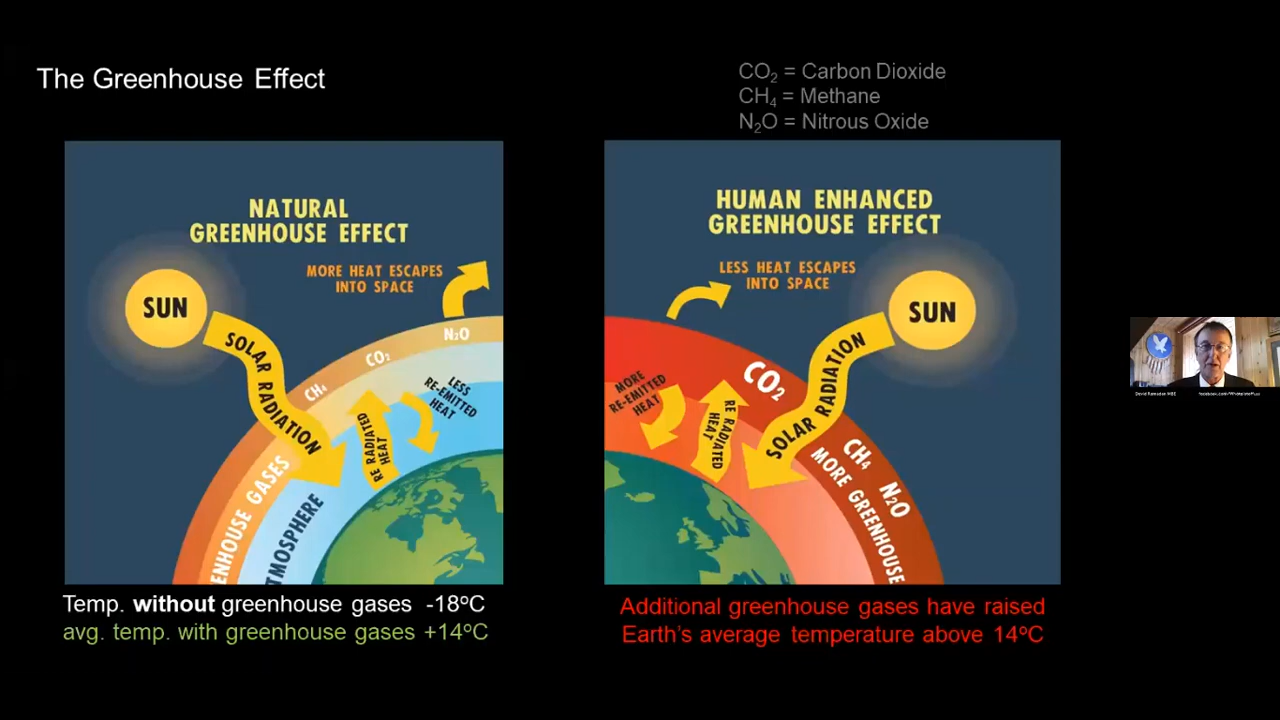 The Greenhouse Effect
CO₂ = Carbon Dioxide
CH₄ = Methane
N₂O = Nitrous Oxide
NATURAL
GREENHOUSE EFFECT
MORE HEAT ESCAPES
INTO SPACE
SUN
SOLAR RADIATION
N₂O
CO₂
CH₄
LESS
RE-EMITTED
HEAT
RE RADIATED
HEAT
ENHOUSE GASES
TMOSPHERE
Temp. without greenhouse gases -18ºC
avg. temp. with greenhouse gases +14ºC
HUMAN ENHANCED
GREENHOUSE EFFECT
LESS HEAT ESCAPES
INTO SPACE
SUN
SOLAR RADIATION
CO₂
MORE
RE-EMITTED
HEAT
RE RADIATED
HEAT
CH₄ N₂O
MORE GREENHOUSE
Additional greenhouse gases have raised
Earth's average temperature above 14ºC